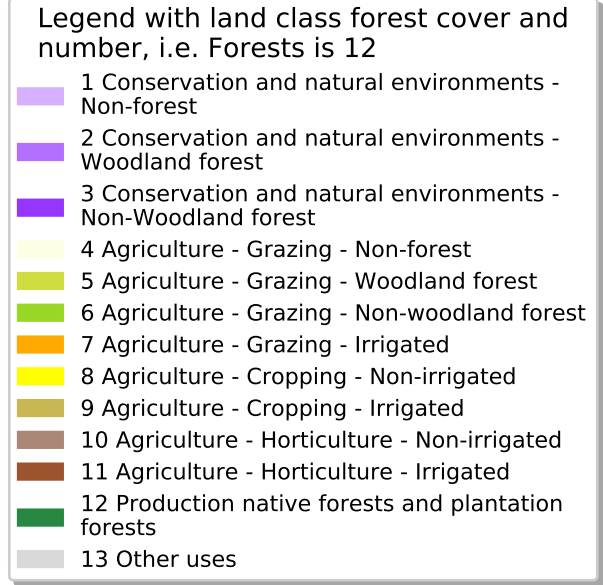 Legend with land class forest cover and
number, i.e. Forests is 12
1 Conservation and natural environments -
Non-forest
2 Conservation and natural environments -
Woodland forest
3 Conservation and natural environments -
Non-Woodland forest
4 Agriculture - Grazing - Non-forest
5 Agriculture - Grazing - Woodland forest
6 Agriculture - Grazing - Non-woodland forest
7 Agriculture - Grazing - Irrigated
8 Agriculture - Cropping - Non-irrigated
9 Agriculture - Cropping - Irrigated
10 Agriculture - Horticulture - Non-irrigated
11 Agriculture - Horticulture - Irrigated
12 Production native forests and plantation
forests
13 Other uses